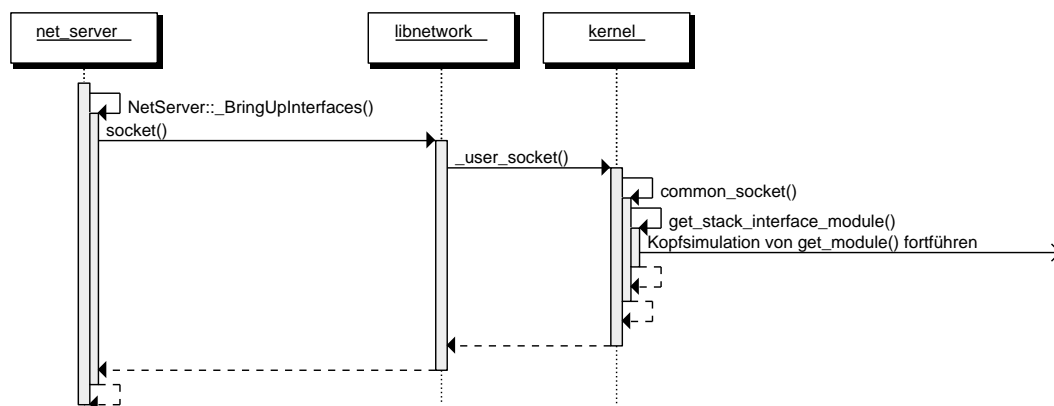 net_server
libnetwork
kernel
NetServer::_BringUpInterfaces()
socket()
_user_socket()
common_socket()
get_stack_interface_module()
Kopfsimulation von get_module() fortführen